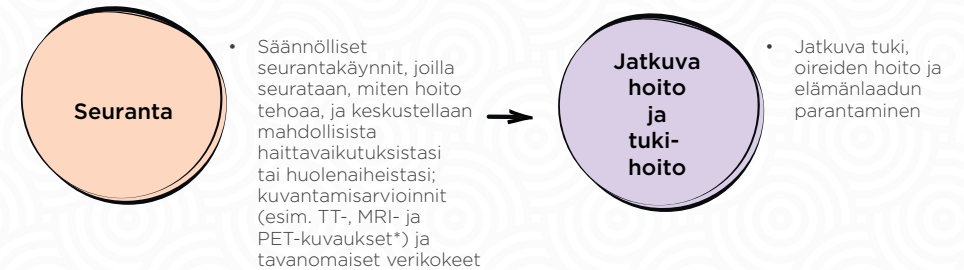 Seuranta
• Säännölliset
seurantakäynnit, joilla
seurataan, miten hoito
tehoaa, ja keskustellaan
mahdollisista
haittavaikutuksistasi
tai huolenaiheistasi;
kuvantamisarvioinnit
(esim. TT-, MRI- ja
PET-kuvaukset*) ja
tavanomaiset verikokeet
Jatkuva
hoito
ja
tuki-
hoito
• Jatkuva tuki,
oireiden hoito ja
elämänlaadun
parantaminen